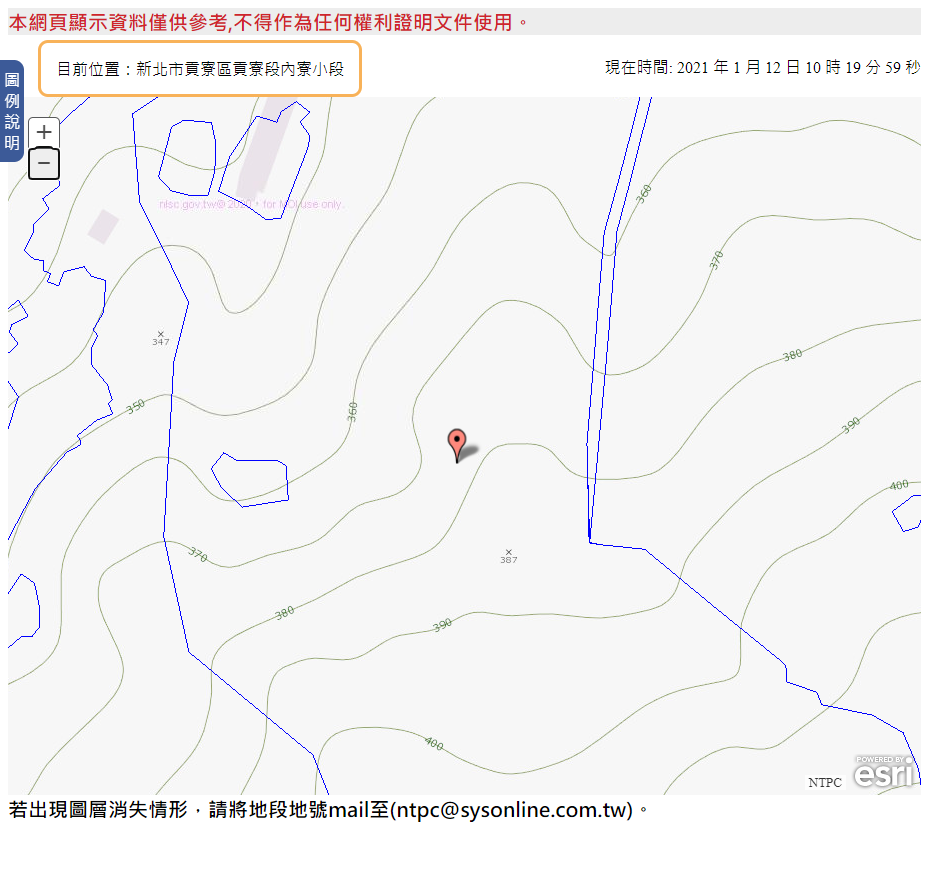 本網頁顯示資料僅供參考,不得作為任何權利證明文件使用。
目前位置：新北市貢寮區貢寮段內寮小段
現在時間: 2021 年 1 月 12 日 10 時 19 分 59 秒
圖例說明
+
−
nlsc.gov.tw© 2020，for MOI use only.
360
370
347
380
350
360
390
400
370
387
380
390
400
POWERED BY
esri
NTPC
若出現圖層消失情形，請將地段地號mail至(ntpc@sysonline.com.tw)。